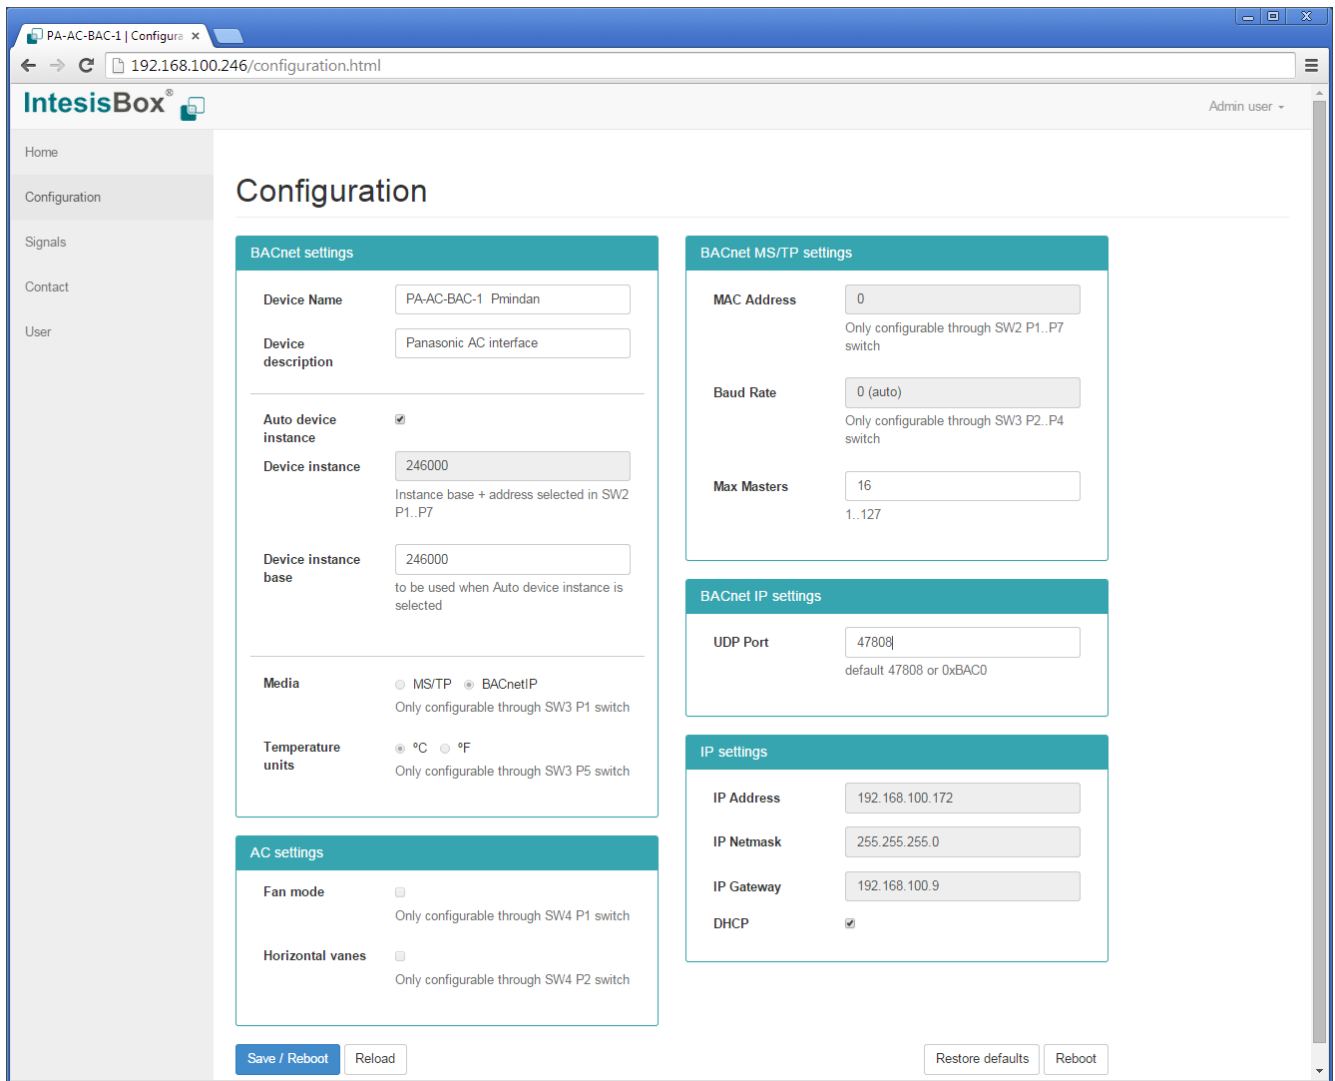 PA-AC-BAC-1 | Configura
192.168.100.246/configuration.html
IntesisBox®
Admin user
Home
Configuration
Signals
Contact
User
Configuration
BACnet settings
Device Name
PA-AC-BAC-1 Pmindan
Device
description
Panasonic AC interface
Auto device
instance
Device instance
246000
Instance base + address selected in SW2
P1..P7
Device instance
base
246000
to be used when Auto device instance is
selected
Media
MS/TP
BACnetIP
Only configurable through SW3 P1 switch
Temperature
units
ºC
ºF
Only configurable through SW3 P5 switch
AC settings
Fan mode
Only configurable through SW4 P1 switch
Horizontal vanes
Only configurable through SW4 P2 switch
BACnet MS/TP settings
MAC Address
0
Only configurable through SW2 P1..P7
switch
Baud Rate
0 (auto)
Only configurable through SW3 P2..P4
switch
Max Masters
16
1..127
BACnet IP settings
UDP Port
47808
default 47808 or 0xBAC0
IP settings
IP Address
192.168.100.172
IP Netmask
255.255.255.0
IP Gateway
192.168.100.9
DHCP
Save / Reboot
Reload
Restore defaults
Reboot